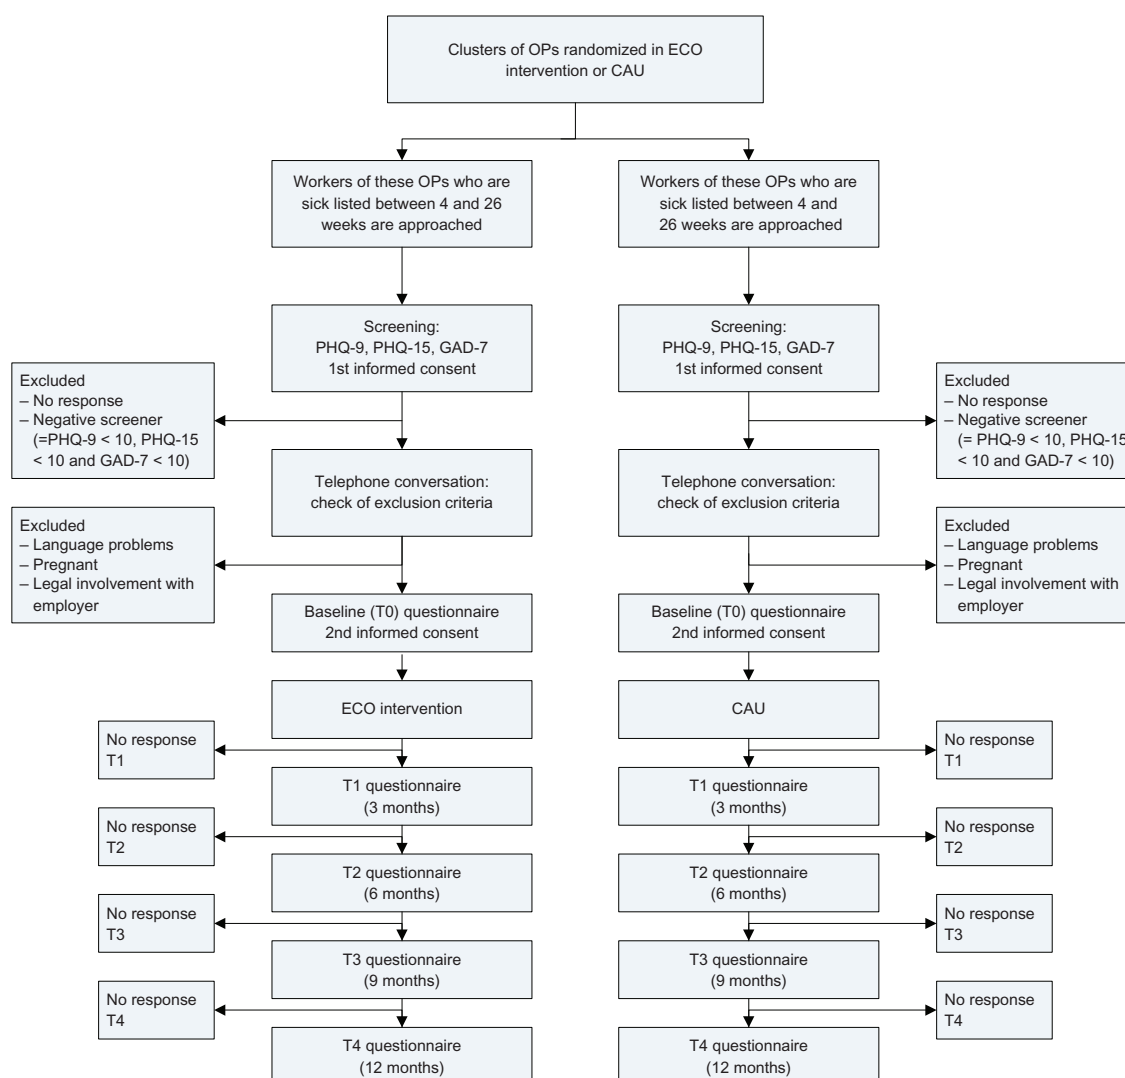 Clusters of OPs randomized in ECO
intervention or CAU
Workers of these OPs who are
sick listed between 4 and 26
weeks are approached
Workers of these OPs who are
sick listed between 4 and
26 weeks are approached
Screening:
PHQ-9, PHQ-15, GAD-7
1st informed consent
Screening:
PHQ-9, PHQ-15, GAD-7
1st informed consent
Excluded
– No response
– Negative screener
(=PHQ-9 < 10, PHQ-15
< 10 and GAD-7 < 10)
Excluded
– No response
– Negative screener
(= PHQ-9 < 10, PHQ-15
< 10 and GAD-7 < 10)
Telephone conversation:
check of exclusion criteria
Telephone conversation:
check of exclusion criteria
Excluded
– Language problems
– Pregnant
– Legal involvement with
employer
Excluded
– Language problems
– Pregnant
– Legal involvement with
employer
Baseline (T0) questionnaire
2nd informed consent
Baseline (T0) questionnaire
2nd informed consent
ECO intervention
CAU
No response
T1
No response
T1
T1 questionnaire
(3 months)
T1 questionnaire
(3 months)
No response
T2
No response
T2
T2 questionnaire
(6 months)
T2 questionnaire
(6 months)
No response
T3
No response
T3
T3 questionnaire
(9 months)
T3 questionnaire
(9 months)
No response
T4
No response
T4
T4 questionnaire
(12 months)
T4 questionnaire
(12 months)